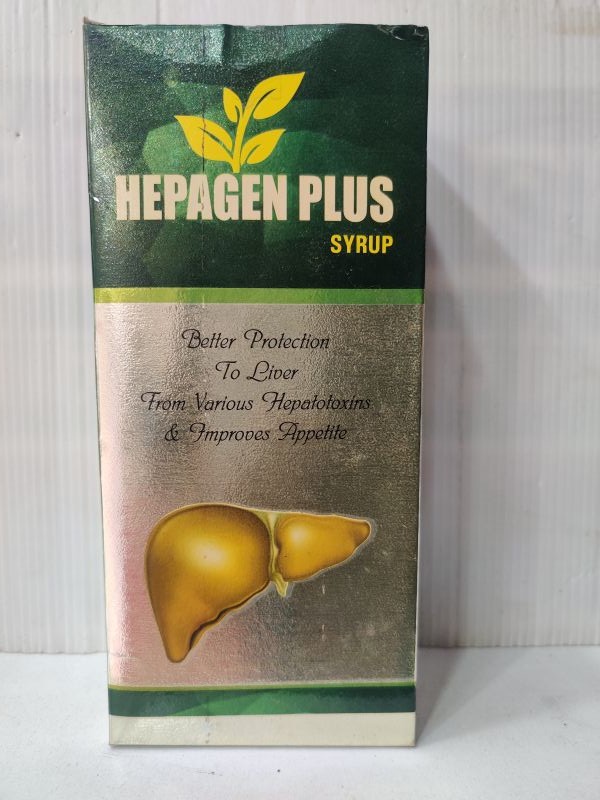 HEPAGEN PLUS
SYRUP
Better Protection
To Liver
From Various Hepatotoxins
& Improves Appetite